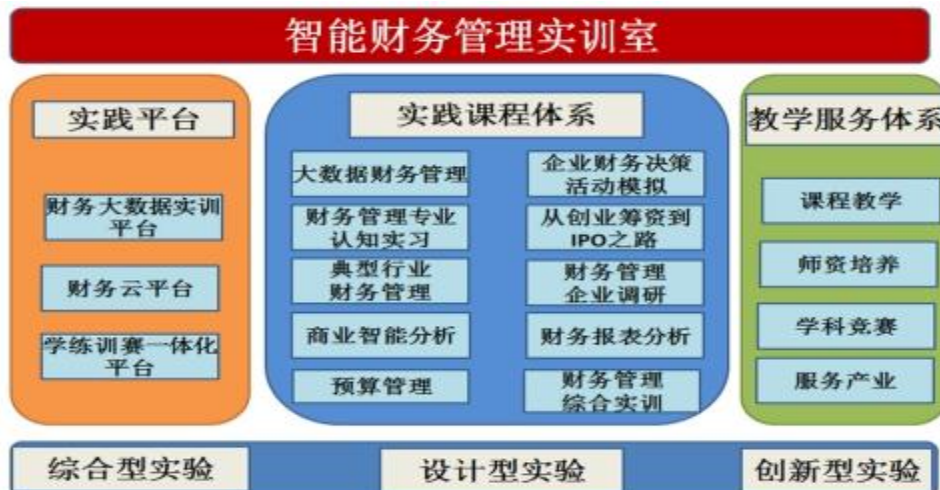 智能财务管理实训室
实践平台
财务大数据实训
平台
财务云平台
学练训赛一体化
平台
实践课程体系
大数据财务管理
企业财务决策
活动模拟
财务管理专业
认知实习
从创业筹资到
IPO之路
典型行业
财务管理
财务管理
企业调研
商业智能分析
财务报表分析
预算管理
财务管理
综合实训
教学服务体系
课程教学
师资培养
学科竞赛
服务产业
综合型实验
设计型实验
创新型实验